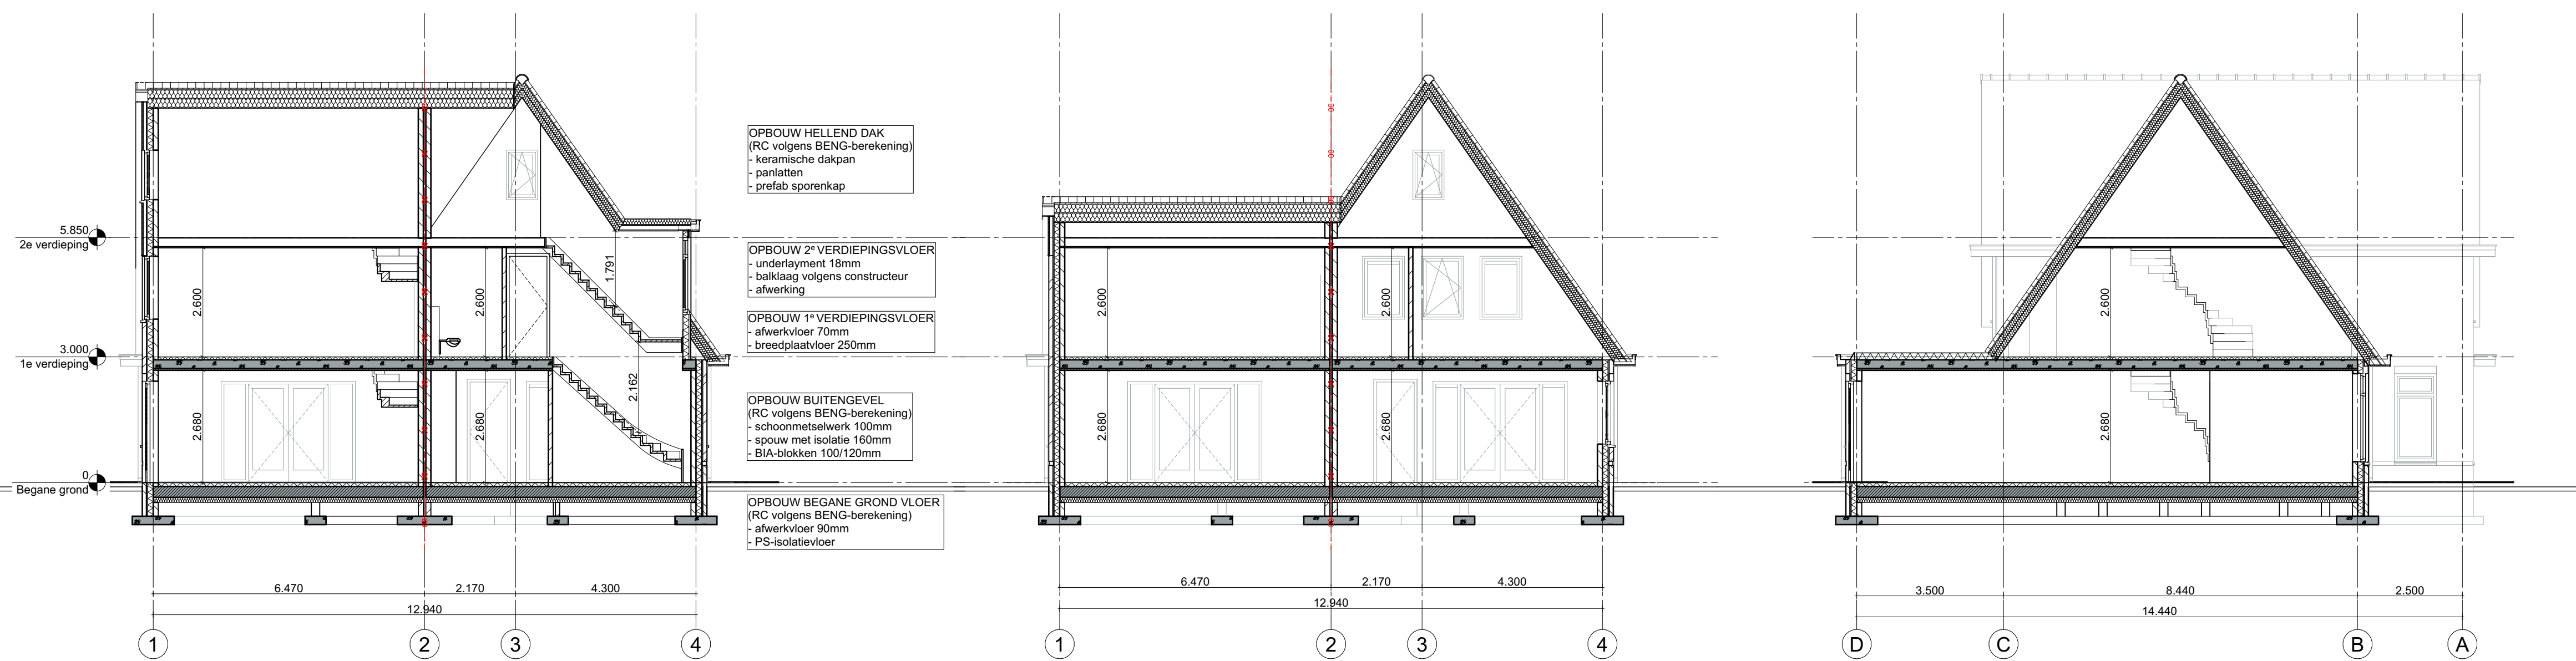 OPBOUW HELLEND DAK
(RC volgens BENG-berekening)
- keramische dakpan
- panlatten
- prefab sporenkap
5.850
2e verdieping
OPBOUW 2e VERDIEPINGSVLOER
- underlayment 18mm
- balklaag volgens constructeur
- afwerking
1.791
2.600
2.600
2.600
2.600
2.600
OPBOUW 1e VERDIEPINGSVLOER
- afwerkvloer 70mm
- breedplaatvloer 250mm
3.000
1e verdieping
2.162
OPBOUW BUITENGEVEL
(RC volgens BENG-berekening)
- schoonmetselwerk 100mm
- spouw met isolatie 160mm
- BIA-blokken 100/120mm
2.680
2.680
2.680
2.680
2.680
0
Begane grond
OPBOUW BEGANE GROND VLOER
(RC volgens BENG-berekening)
- afwerkvloer 90mm
- PS-isolatievloer
6.470 2.170 4.300
12.940
1 2 3 4
6.470 2.170 4.300
12.940
1 2 3 4
3.500 8.440 2.500
14.440
D C B A